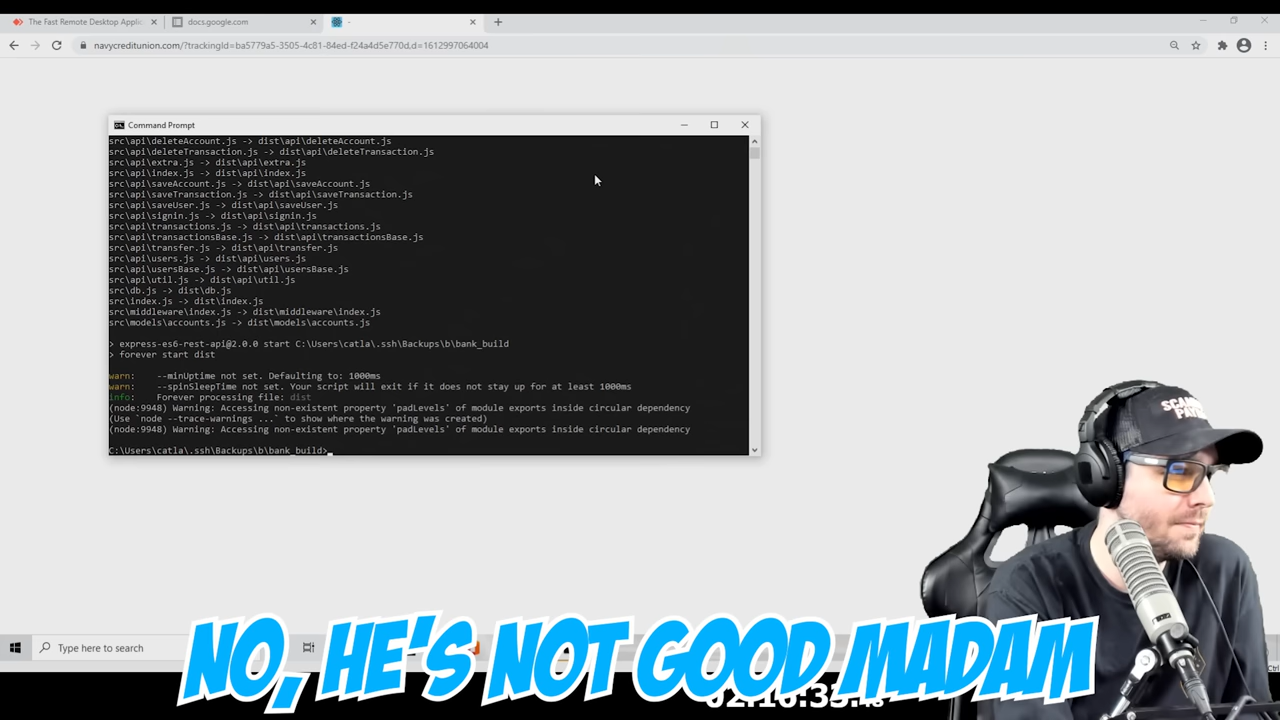 The Fast Remote Desktop Applic
docs.google.com
-
navycreditunion.com/?trackingId=ba5779a5-3505-4c81-84ed-f24a4d5e770d,d=1612997064004
Command Prompt
src\api\deleteAccount.js -> dist\api\deleteAccount.js
src\api\deleteTransaction.js -> dist\api\deleteTransaction.js
src\api\extra.js -> dist\api\extra.js
src\api\index.js -> dist\api\index.js
src\api\saveAccount.js -> dist\api\saveAccount.js
src\api\saveTransaction.js -> dist\api\saveTransaction.js
src\api\saveUser.js -> dist\api\saveUser.js
src\api\signin.js -> dist\api\signin.js
src\api\transactions.js -> dist\api\transactions.js
src\api\transactionsBase.js -> dist\api\transactionsBase.js
src\api\transfer.js -> dist\api\transfer.js
src\api\users.js -> dist\api\users.js
src\api\usersBase.js -> dist\api\usersBase.js
src\api\util.js -> dist\api\util.js
src\db.js -> dist\db.js
src\index.js -> dist\index.js
src\middleware\index.js -> dist\middleware\index.js
src\models\accounts.js -> dist\models\accounts.js
> express-es6-rest-api@2.0.0 start C:\Users\catla\.ssh\Backups\b\bank_build
> forever start dist
warn: --minUptime not set. Defaulting to: 1000ms
warn: --spinSleepTime not set. Your script will exit if it does not stay up for at least 1000ms
info: Forever processing file: dist
(node:9948) Warning: Accessing non-existent property 'padLevels' of module exports inside circular dependency
(Use `node --trace-warnings ...` to show where the warning was created)
(node:9948) Warning: Accessing non-existent property 'padLevels' of module exports inside circular dependency
C:\Users\catla\.ssh\Backups\b\bank_build>
Type here to search
NO, HE'S NOT GOOD MADAM
Ctrl